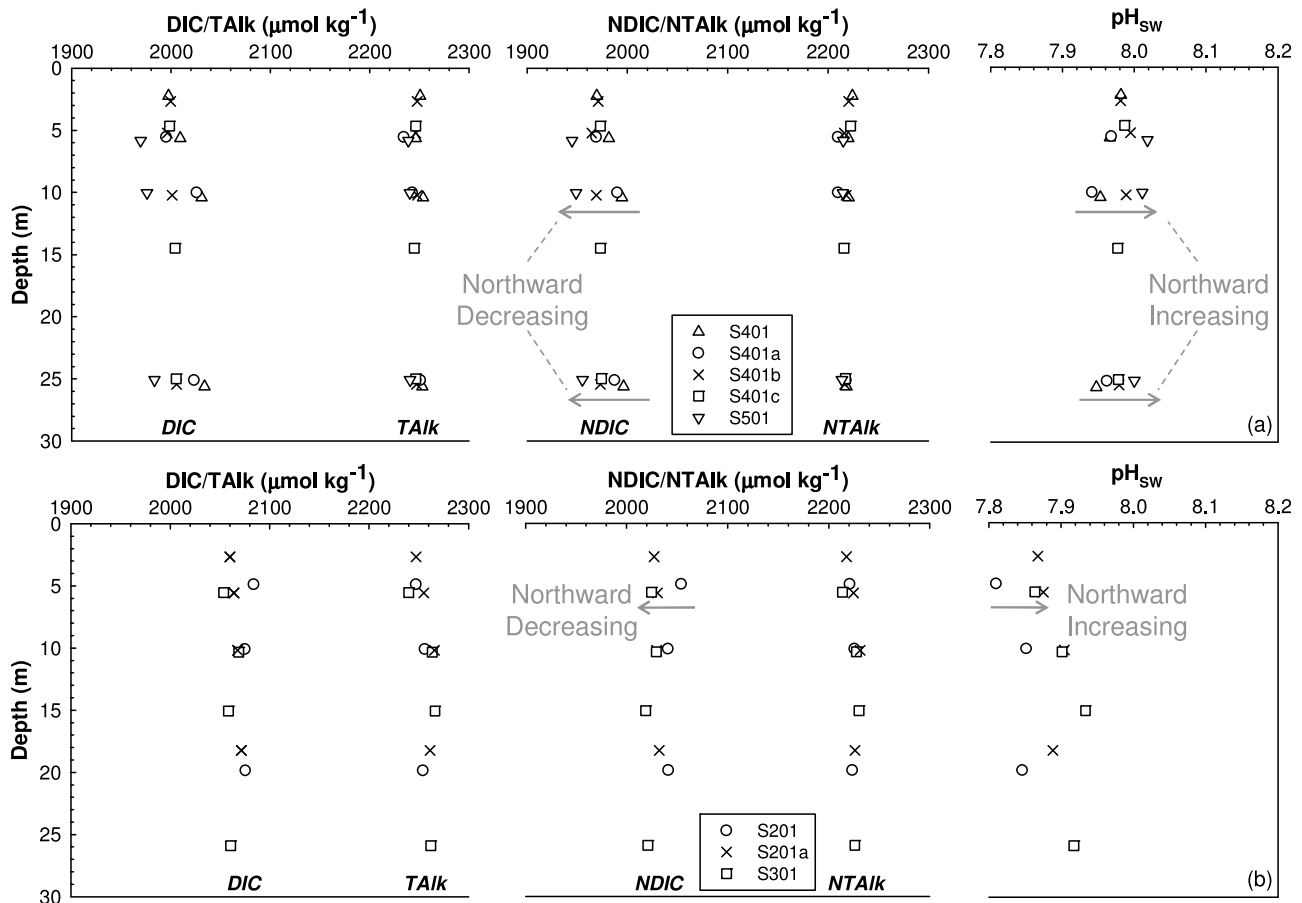 DIC/TAlk (μmol kg-1)
NDIC/NTAlk (μmol kg-1)
pHSW
1900 2000 2100 2200 2300
1900 2000 2100 2200 2300
7.8 7.9 8.0 8.1 8.2
0
5
10
15
20
25
30
Depth (m)
Northward
Decreasing
Northward
Increasing
S401
S401a
S401b
S401c
S501
DIC
TAlk
NDIC
NTAlk
(a)
DIC/TAlk (μmol kg-1)
NDIC/NTAlk (μmol kg-1)
pHSW
1900 2000 2100 2200 2300
1900 2000 2100 2200 2300
7.8 7.9 8.0 8.1 8.2
0
5
10
15
20
25
30
Depth (m)
Northward
Decreasing
Northward
Increasing
S201
S201a
S301
DIC
TAlk
NDIC
NTAlk
(b)